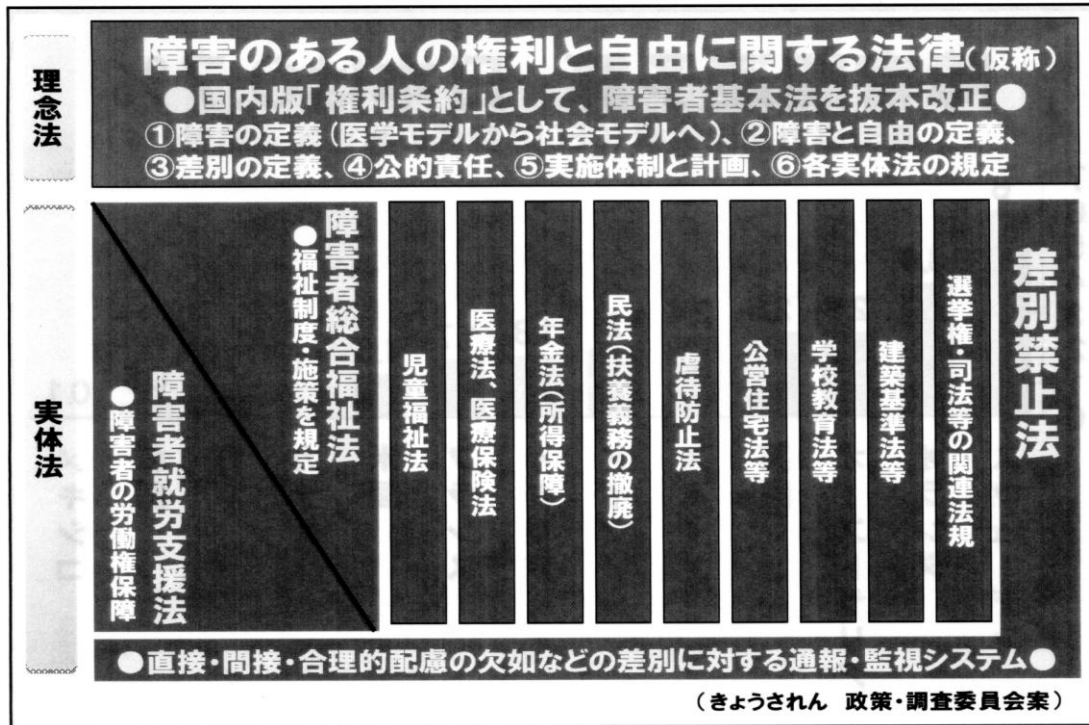 理念法
障害のある人の権利と自由に関する法律(仮称)
●国内版「権利条約」として、障害者基本法を抜本改正●
①障害の定義(医学モデルから社会モデルへ)、②障害と自由の定義、
③差別の定義、④公的責任、⑤実施体制と計画、⑥各実体法の規定
実体法
障害者総合福祉法
●福祉制度・施策を規定
障害者就労支援法
●障害者の労働権保障
児童福祉法
医療法、医療保険法
年金法(所得保障)
民法(扶養義務の撤廃)
虐待防止法
公営住宅法等
学校教育法等
建築基準法等
選挙権・司法等の関連法規
差別禁止法
●直接・間接・合理的配慮の欠如などの差別に対する通報・監視システム●
(きょうされん 政策・調査委員会案)